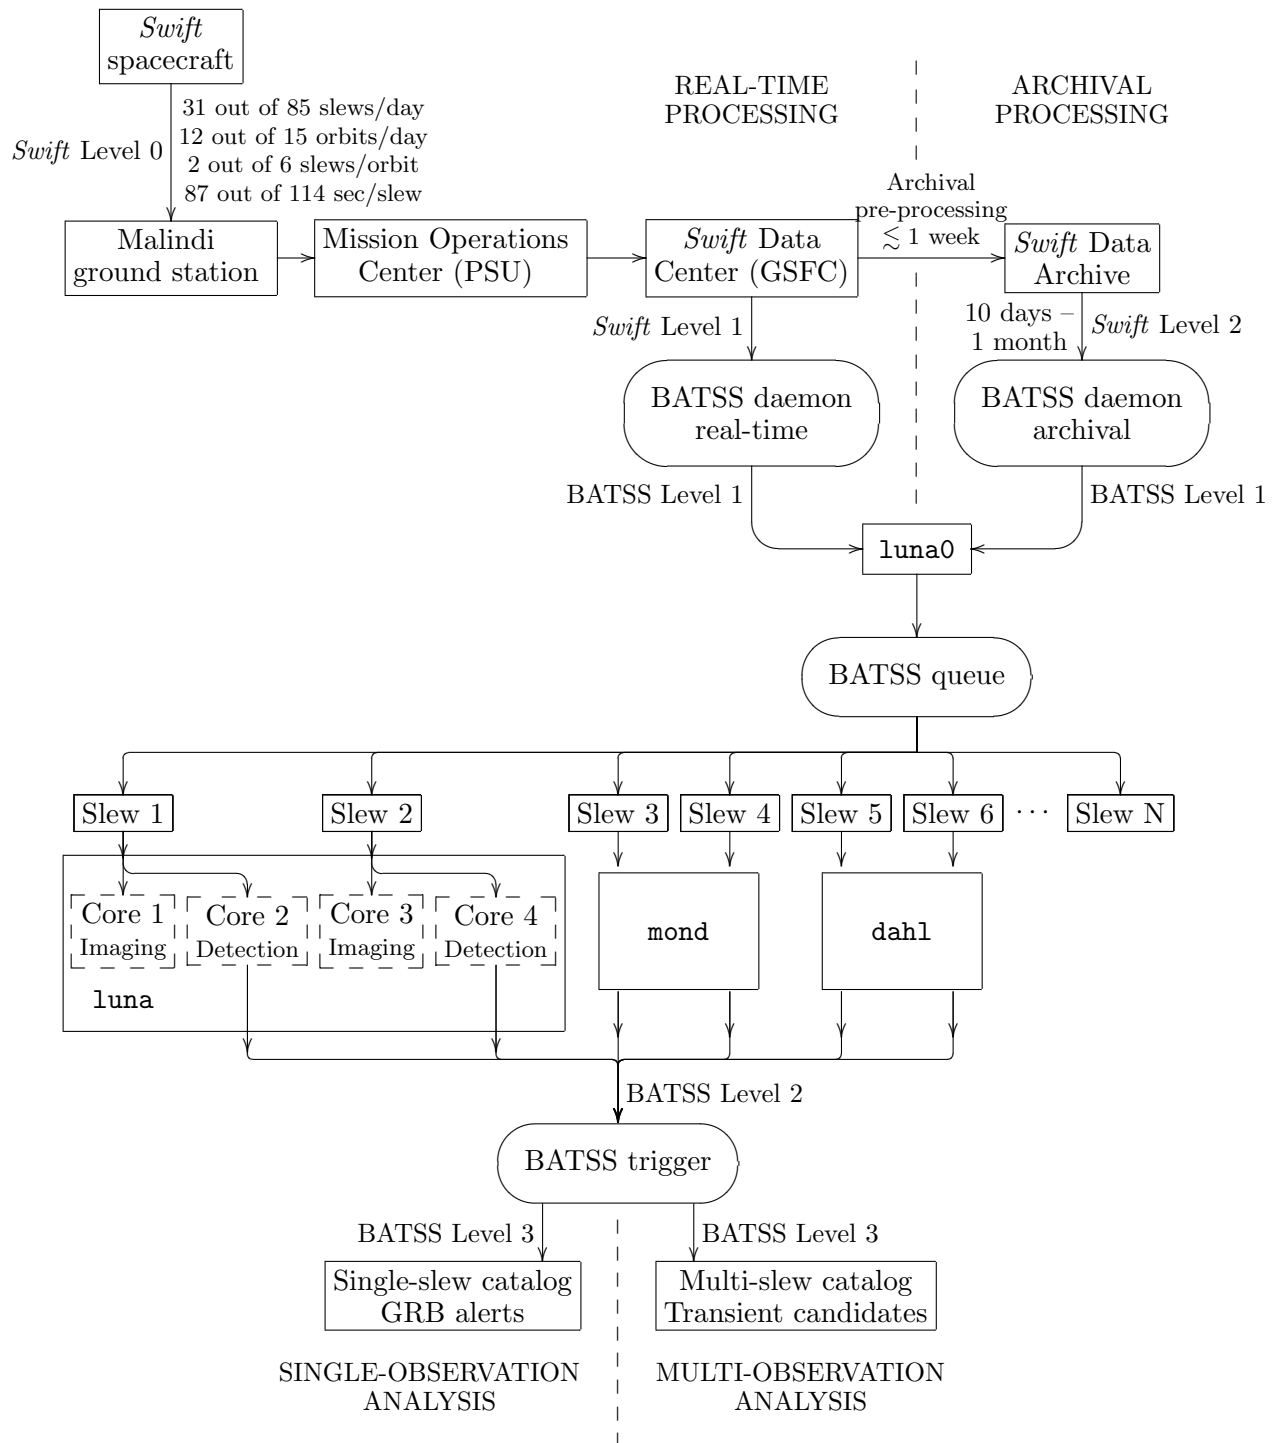 Swift
spacecraft
31 out of 85 slews/day
12 out of 15 orbits/day
2 out of 6 slews/orbit
87 out of 114 sec/slew
Swift Level 0
REAL-TIME
PROCESSING
ARCHIVAL
PROCESSING
Malindi
ground station
Mission Operations
Center (PSU)
Swift Data
Center (GSFC)
Archival
pre-processing
≲ 1 week
Swift Data
Archive
Swift Level 1
10 days –
1 month
Swift Level 2
BATSS daemon
real-time
BATSS daemon
archival
BATSS Level 1
BATSS Level 1
luna0
BATSS queue
Slew 1
Slew 2
Slew 3
Slew 4
Slew 5
Slew 6
···
Slew N
Core 1
Imaging
Core 2
Detection
Core 3
Imaging
Core 4
Detection
luna
mond
dahl
BATSS Level 2
BATSS trigger
BATSS Level 3
BATSS Level 3
Single-slew catalog
GRB alerts
Multi-slew catalog
Transient candidates
SINGLE-OBSERVATION
ANALYSIS
MULTI-OBSERVATION
ANALYSIS